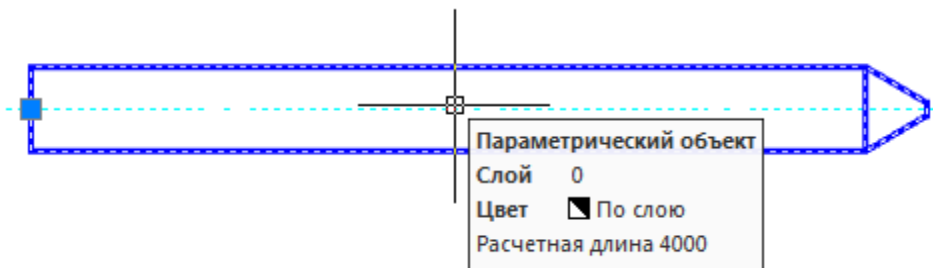 Параметрический объект
Слой 0
Цвет По слою
Расчетная длина 4000